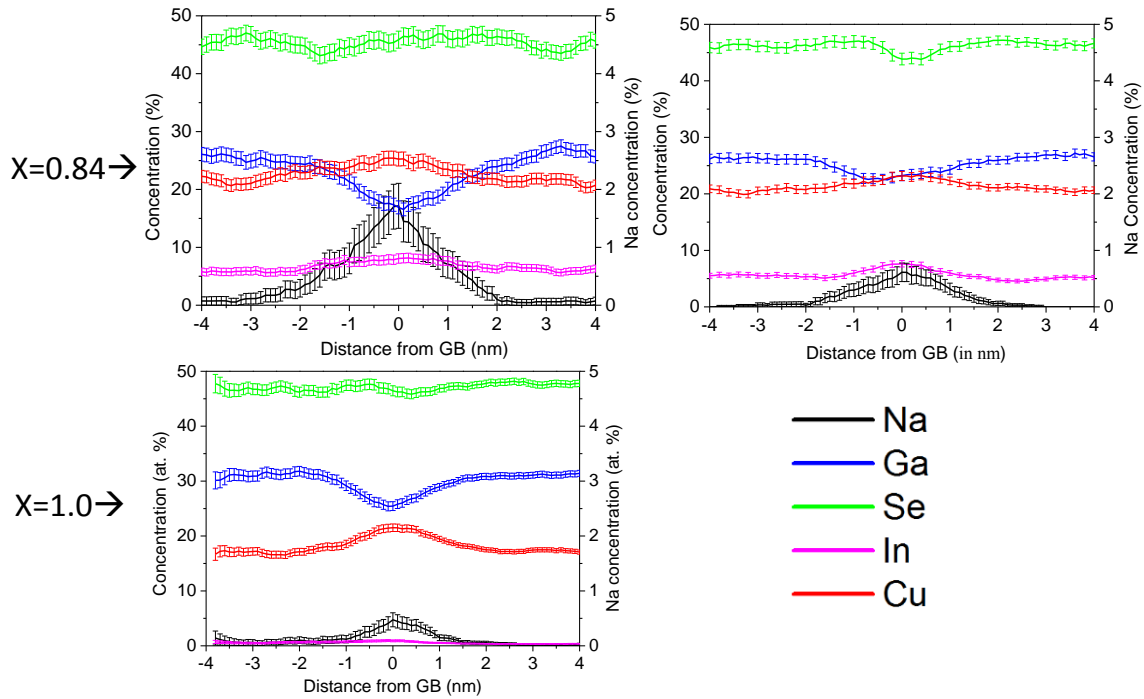 X=0.84→
Concentration (%)
50
40
30
20
10
0
Na concentration (%)
5
4
3
2
1
0
-4 -3 -2 -1 0 1 2 3 4
Distance from GB (nm)
Concentration (%)
50
40
30
20
10
0
Na Concentration (%)
5
4
3
2
1
0
-4 -3 -2 -1 0 1 2 3 4
Distance from GB (in nm)
X=1.0→
Concentration (at. %)
50
40
30
20
10
0
Na concentration (at. %)
5
4
3
2
1
0
-4 -3 -2 -1 0 1 2 3 4
Distance from GB (nm)
Na
Ga
Se
In
Cu